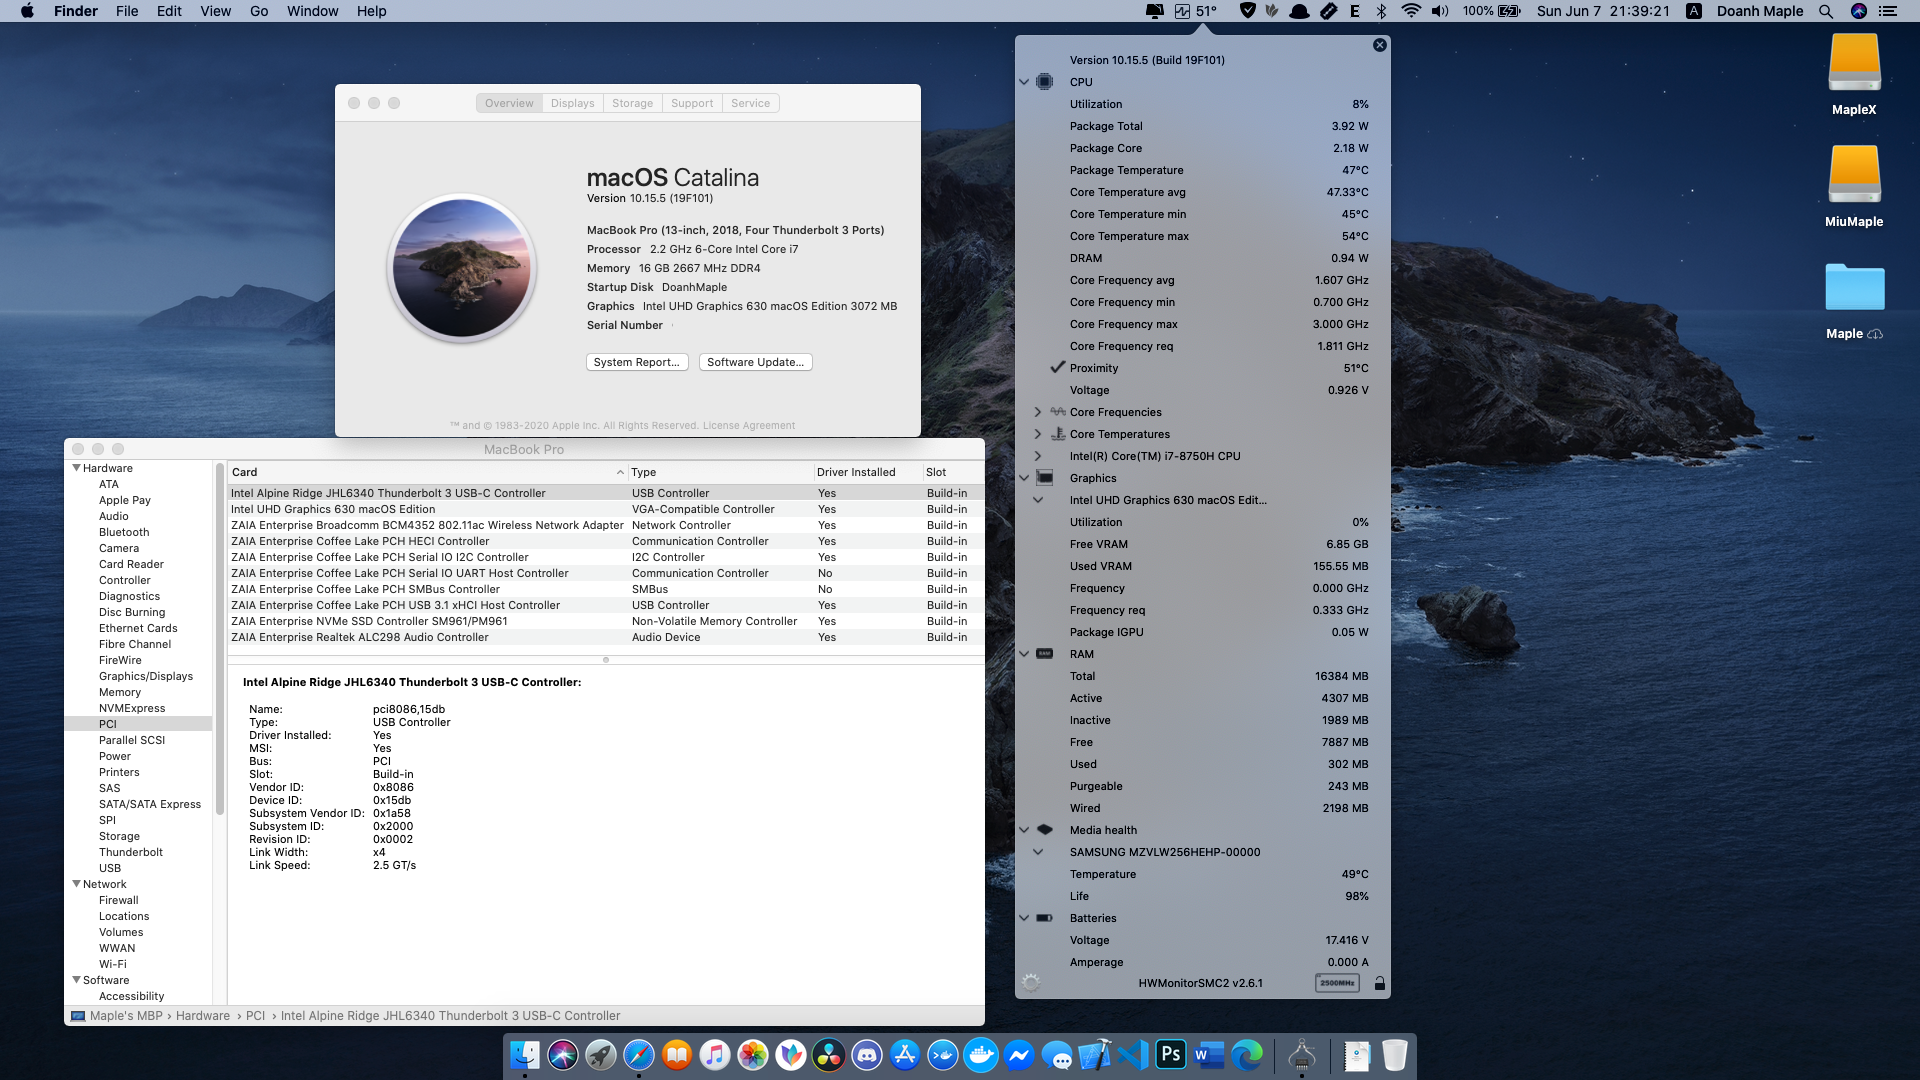 Finder File Edit View Go Window Help
51° E 100% Sun Jun 7 21:39:21 A Doanh Maple
Overview Displays Storage Support Service
macOS Catalina
Version 10.15.5 (19F101)
MacBook Pro (13-inch, 2018, Four Thunderbolt 3 Ports)
Processor 2.2 GHz 6-Core Intel Core i7
Memory 16 GB 2667 MHz DDR4
Startup Disk DoanhMaple
Graphics Intel UHD Graphics 630 macOS Edition 3072 MB
Serial Number
System Report... Software Update...
™ and © 1983-2020 Apple Inc. All Rights Reserved. License Agreement
MacBook Pro
Hardware
ATA
Apple Pay
Audio
Bluetooth
Camera
Card Reader
Controller
Diagnostics
Disc Burning
Ethernet Cards
Fibre Channel
FireWire
Graphics/Displays
Memory
NVMExpress
PCI
Parallel SCSI
Power
Printers
SAS
SATA/SATA Express
SPI
Storage
Thunderbolt
USB
Network
Firewall
Locations
Volumes
WWAN
Wi-Fi
Software
Accessibility
Card Type Driver Installed Slot
Intel Alpine Ridge JHL6340 Thunderbolt 3 USB-C Controller USB Controller Yes Build-in
Intel UHD Graphics 630 macOS Edition VGA-Compatible Controller Yes Build-in
ZAIA Enterprise Broadcomm BCM4352 802.11ac Wireless Network Adapter Network Controller Yes Build-in
ZAIA Enterprise Coffee Lake PCH HECI Controller Communication Controller Yes Build-in
ZAIA Enterprise Coffee Lake PCH Serial IO I2C Controller I2C Controller Yes Build-in
ZAIA Enterprise Coffee Lake PCH Serial IO UART Host Controller Communication Controller No Build-in
ZAIA Enterprise Coffee Lake PCH SMBus Controller SMBus No Build-in
ZAIA Enterprise Coffee Lake PCH USB 3.1 xHCI Host Controller USB Controller Yes Build-in
ZAIA Enterprise NVMe SSD Controller SM961/PM961 Non-Volatile Memory Controller Yes Build-in
ZAIA Enterprise Realtek ALC298 Audio Controller Audio Device Yes Build-in
Intel Alpine Ridge JHL6340 Thunderbolt 3 USB-C Controller:
Name: pci8086,15db
Type: USB Controller
Driver Installed: Yes
MSI: Yes
Bus: PCI
Slot: Build-in
Vendor ID: 0x8086
Device ID: 0x15db
Subsystem Vendor ID: 0x1a58
Subsystem ID: 0x2000
Revision ID: 0x0002
Link Width: x4
Link Speed: 2.5 GT/s
Maple's MBP › Hardware › PCI › Intel Alpine Ridge JHL6340 Thunderbolt 3 USB-C Controller
Version 10.15.5 (Build 19F101)
CPU
Utilization 8%
Package Total 3.92 W
Package Core 2.18 W
Package Temperature 47°C
Core Temperature avg 47.33°C
Core Temperature min 45°C
Core Temperature max 54°C
DRAM 0.94 W
Core Frequency avg 1.607 GHz
Core Frequency min 0.700 GHz
Core Frequency max 3.000 GHz
Core Frequency req 1.811 GHz
Proximity 51°C
Voltage 0.926 V
Core Frequencies
Core Temperatures
Intel(R) Core(TM) i7-8750H CPU
Graphics
Intel UHD Graphics 630 macOS Edit...
Utilization 0%
Free VRAM 6.85 GB
Used VRAM 155.55 MB
Frequency 0.000 GHz
Frequency req 0.333 GHz
Package IGPU 0.05 W
RAM
Total 16384 MB
Active 4307 MB
Inactive 1989 MB
Free 7887 MB
Used 302 MB
Purgeable 243 MB
Wired 2198 MB
Media health
SAMSUNG MZVLW256HEHP-00000
Temperature 49°C
Life 98%
Batteries
Voltage 17.416 V
Amperage 0.000 A
HWMonitorSMC2 v2.6.1 2500MHz
MapleX
MiuMaple
Maple
Ps
W